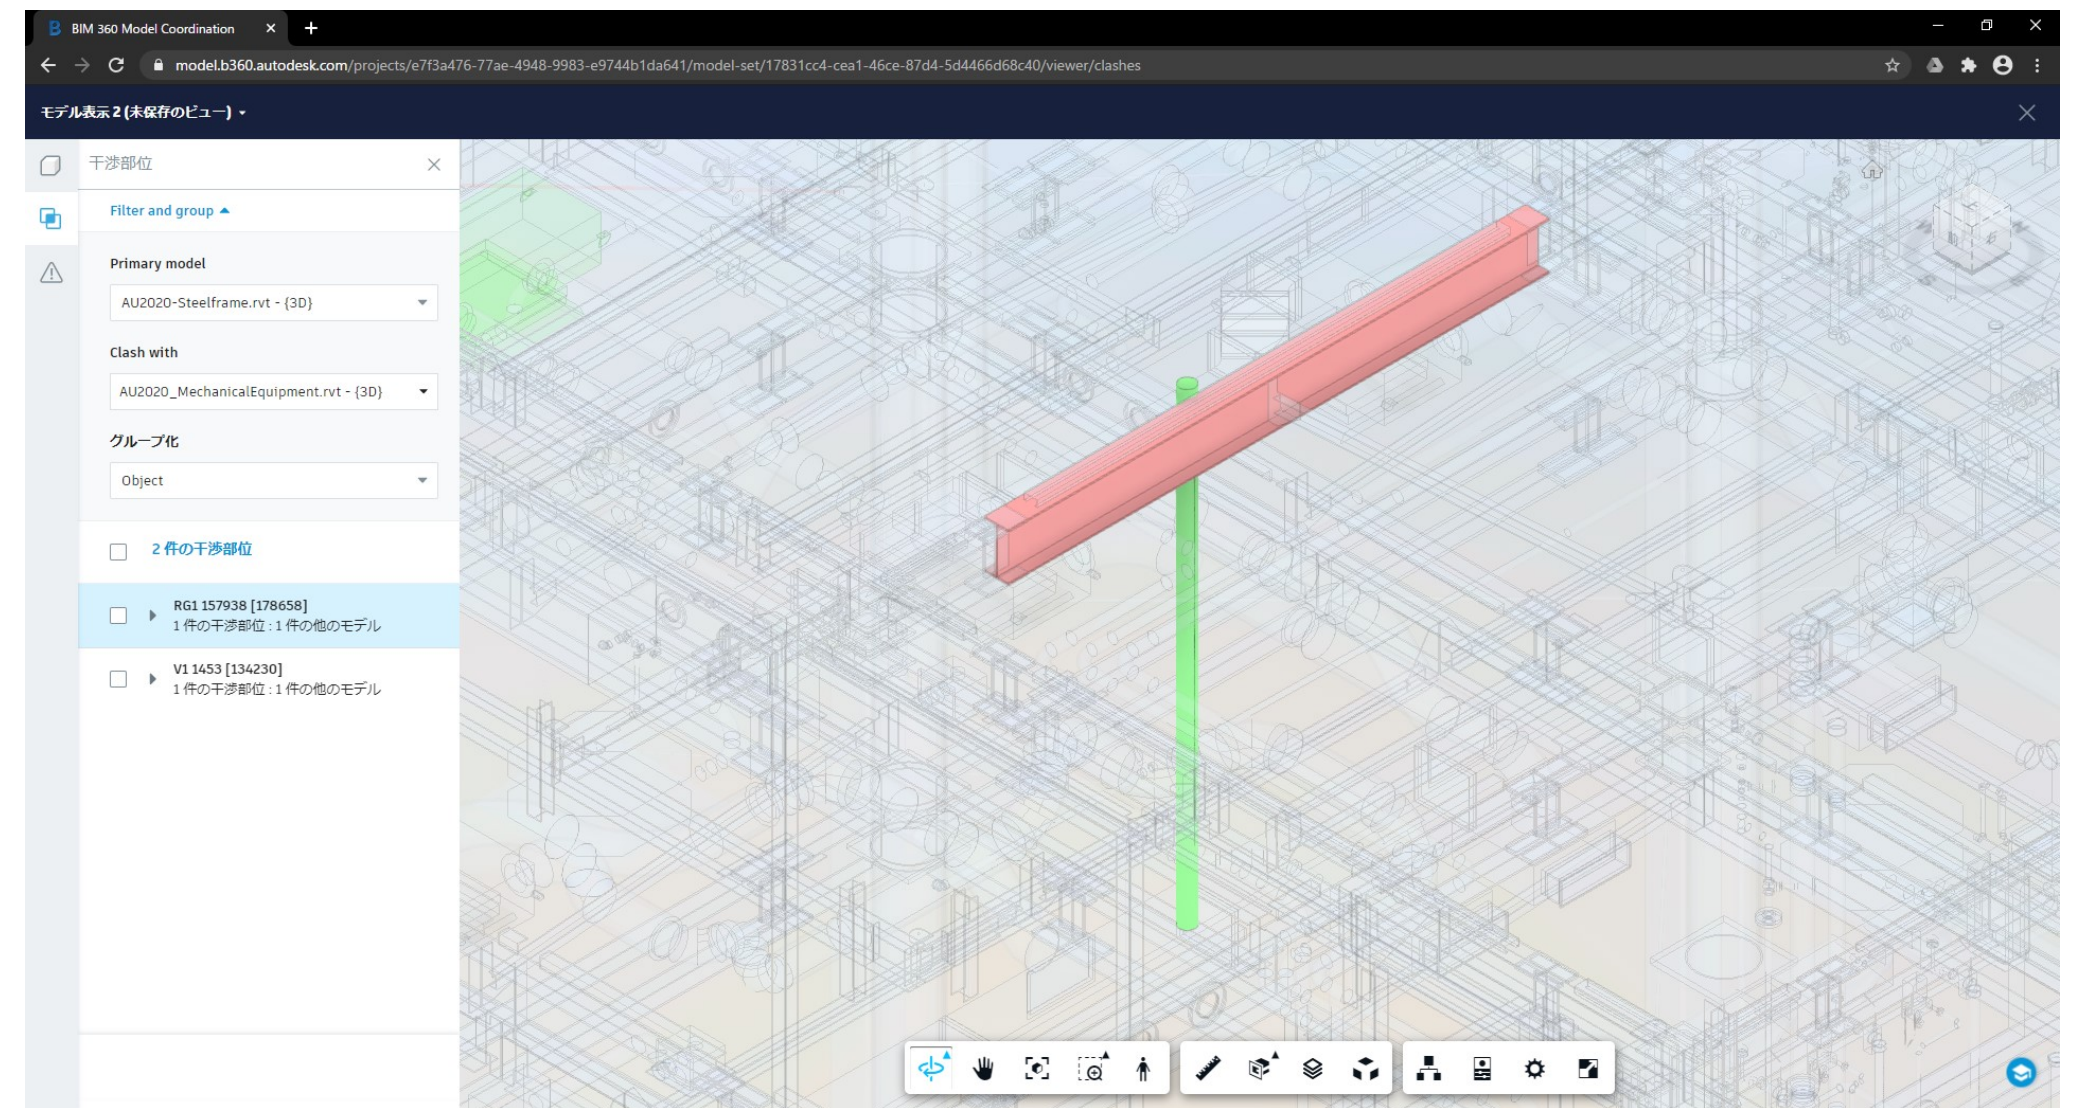 BIM 360 Model Coordination
model.b360.autodesk.com/projects/e7f3a476-77ae-4948-9983-e9744b1da641/model-set/17831cc4-cea1-46ce-87d4-5d4466d68c40/viewer/clashes
モデル表示 2 (未保存のビュー)
干渉部位
Filter and group
Primary model
AU2020-Steelframe.rvt - {3D}
Clash with
AU2020_MechanicalEquipment.rvt - {3D}
グループ化
Object
2 件の干渉部位
RG1 157938 [178658]
1 件の干渉部位 : 1 件の他のモデル
V1 1453 [134230]
1 件の干渉部位 : 1 件の他のモデル